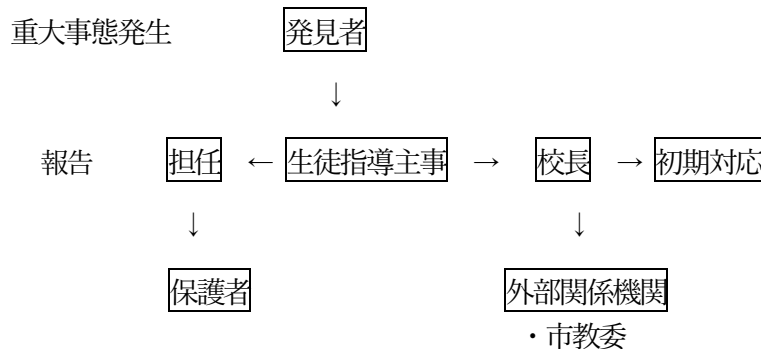 重大事態発生 発見者
↓
報告 担任 ← 生徒指導主事 → 校長 → 初期対応
↓ ↓
保護者 外部関係機関
・市教委